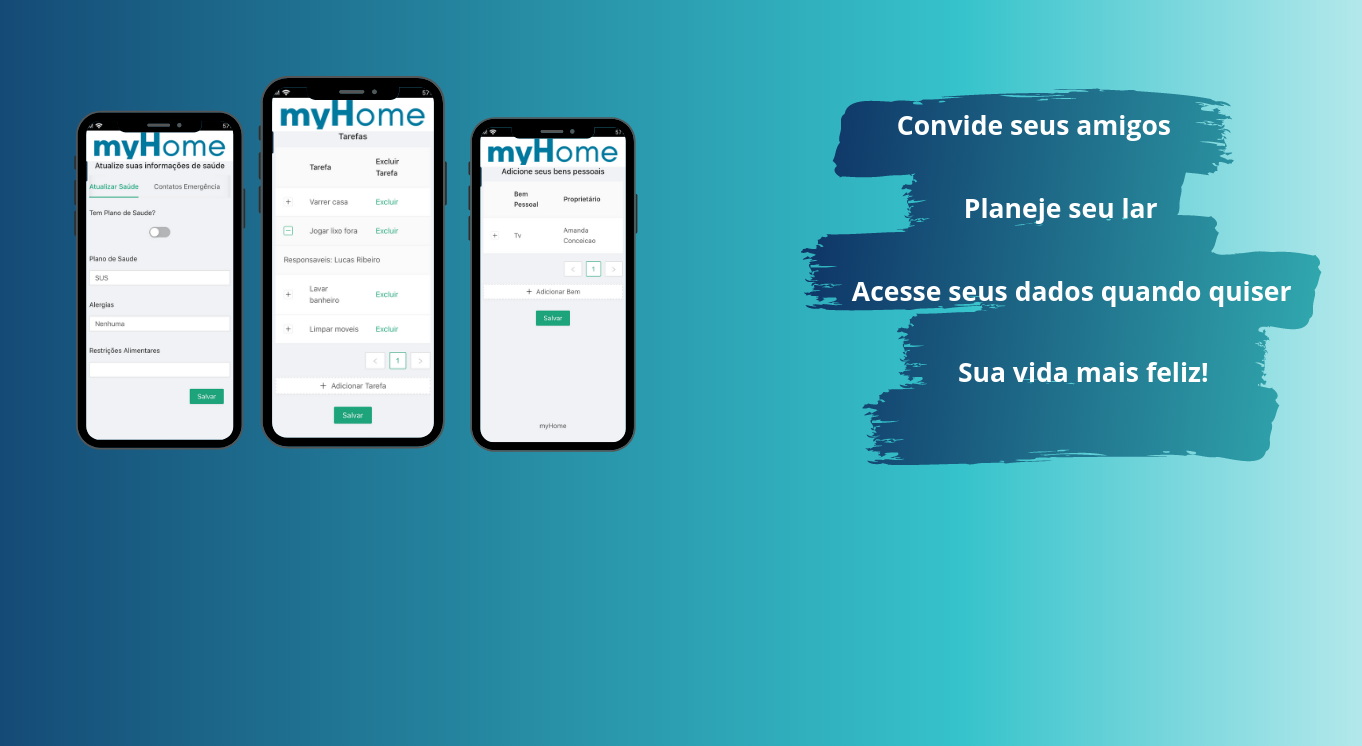 myHome
Atualize suas informações de saúde
Atualizar Saúde Contatos Emergência
Tem Plano de Saude?
Plano de Saude
SUS
Alergias
Nenhuma
Restrições Alimentares
Salvar
57
myHome
Tarefas
Tarefa Excluir
Tarefa
+ Varrer casa Excluir
Jogar lixo fora Excluir
Responsaveis: Lucas Ribeiro
+ Lavar
banheiro Excluir
+ Limpar moveis Excluir
< 1 >
+ Adicionar Tarefa
Salvar
57
myHome
Adicione seus bens pessoais
Bem
Pessoal Proprietário
+ Tv Amanda
Conceicao
< 1 >
+ Adicionar Bem
Salvar
myHome
Convide seus amigos
Planeje seu lar
Acesse seus dados quando quiser
Sua vida mais feliz!